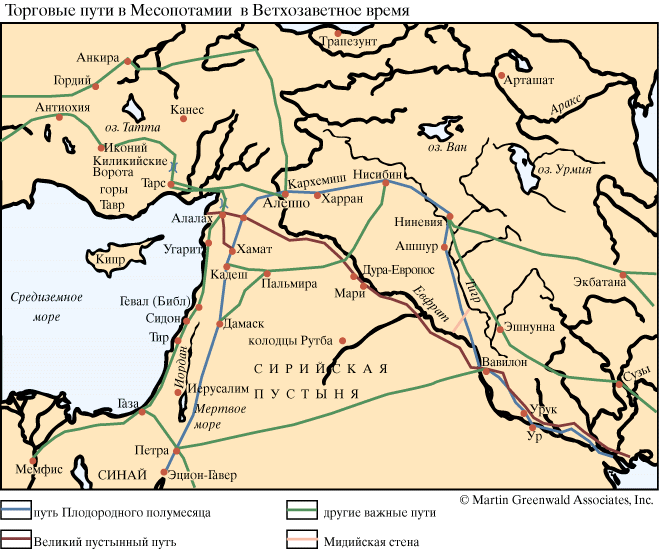 Торговые пути в Месопотамии в Ветхозаветное время
Трапезунт
Анкира
Гордий
Арташат
Антиохия
Канес
Аракс
оз. Татта
оз. Ван
Иконий
Киликийские
Ворота
оз. Урмия
горы
Тавр
Тарс
Нисибин
Кархемиш
Алеппо
Харран
Алалах
Ниневия
Угарит
Хамат
Ашшур
Кипр
Кадеш
Дура-Европос
Экбатана
Пальмира
Мари
Тигр
Средиземное
море
Гевал (Библ)
Евфрат
Сидон
Дамаск
Эшнунна
Тир
колодцы Рутба
Вавилон
Иордан
СИРИЙСКАЯ
Сузы
Иерусалим
ПУСТЫНЯ
Газа
Мертвое
море
Урук
Ур
Петра
Мемфис
СИНАЙ
Эцион-Гавер
© Martin Greenwald Associates, Inc.
путь Плодородного полумесяца
другие важные пути
Великий пустынный путь
Мидийская стена